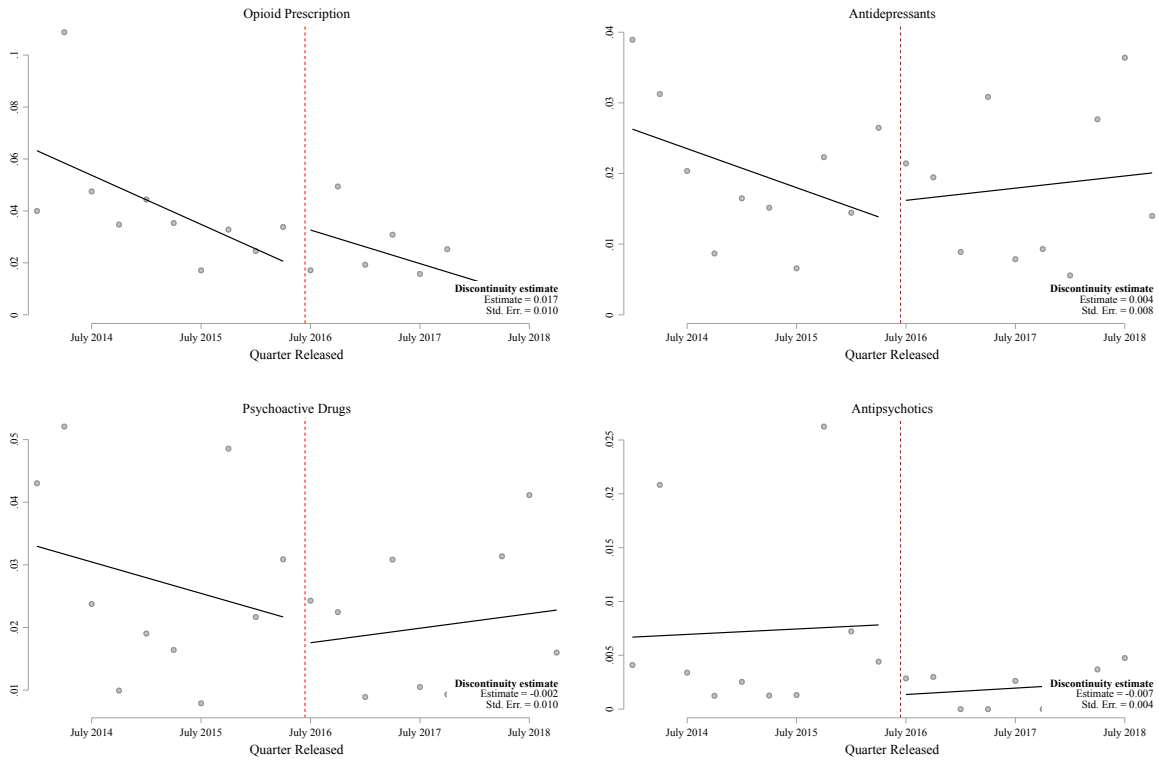 Opioid Prescription
.1
.08
.06
.04
.02
0
Discontinuity estimate
Estimate = 0.017
Std. Err. = 0.010
July 2014 July 2015 July 2016 July 2017 July 2018
Quarter Released
Antidepressants
.04
.03
.02
.01
0
Discontinuity estimate
Estimate = 0.004
Std. Err. = 0.008
July 2014 July 2015 July 2016 July 2017 July 2018
Quarter Released
Psychoactive Drugs
.05
.04
.03
.02
.01
Discontinuity estimate
Estimate = -0.002
Std. Err. = 0.010
July 2014 July 2015 July 2016 July 2017 July 2018
Quarter Released
Antipsychotics
.025
.02
.015
.01
.005
0
Discontinuity estimate
Estimate = -0.007
Std. Err. = 0.004
July 2014 July 2015 July 2016 July 2017 July 2018
Quarter Released